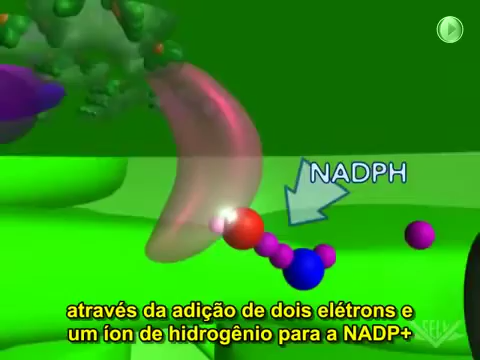 NADPH
através da adição de dois elétrons e
um íon de hidrogênio para a NADP+